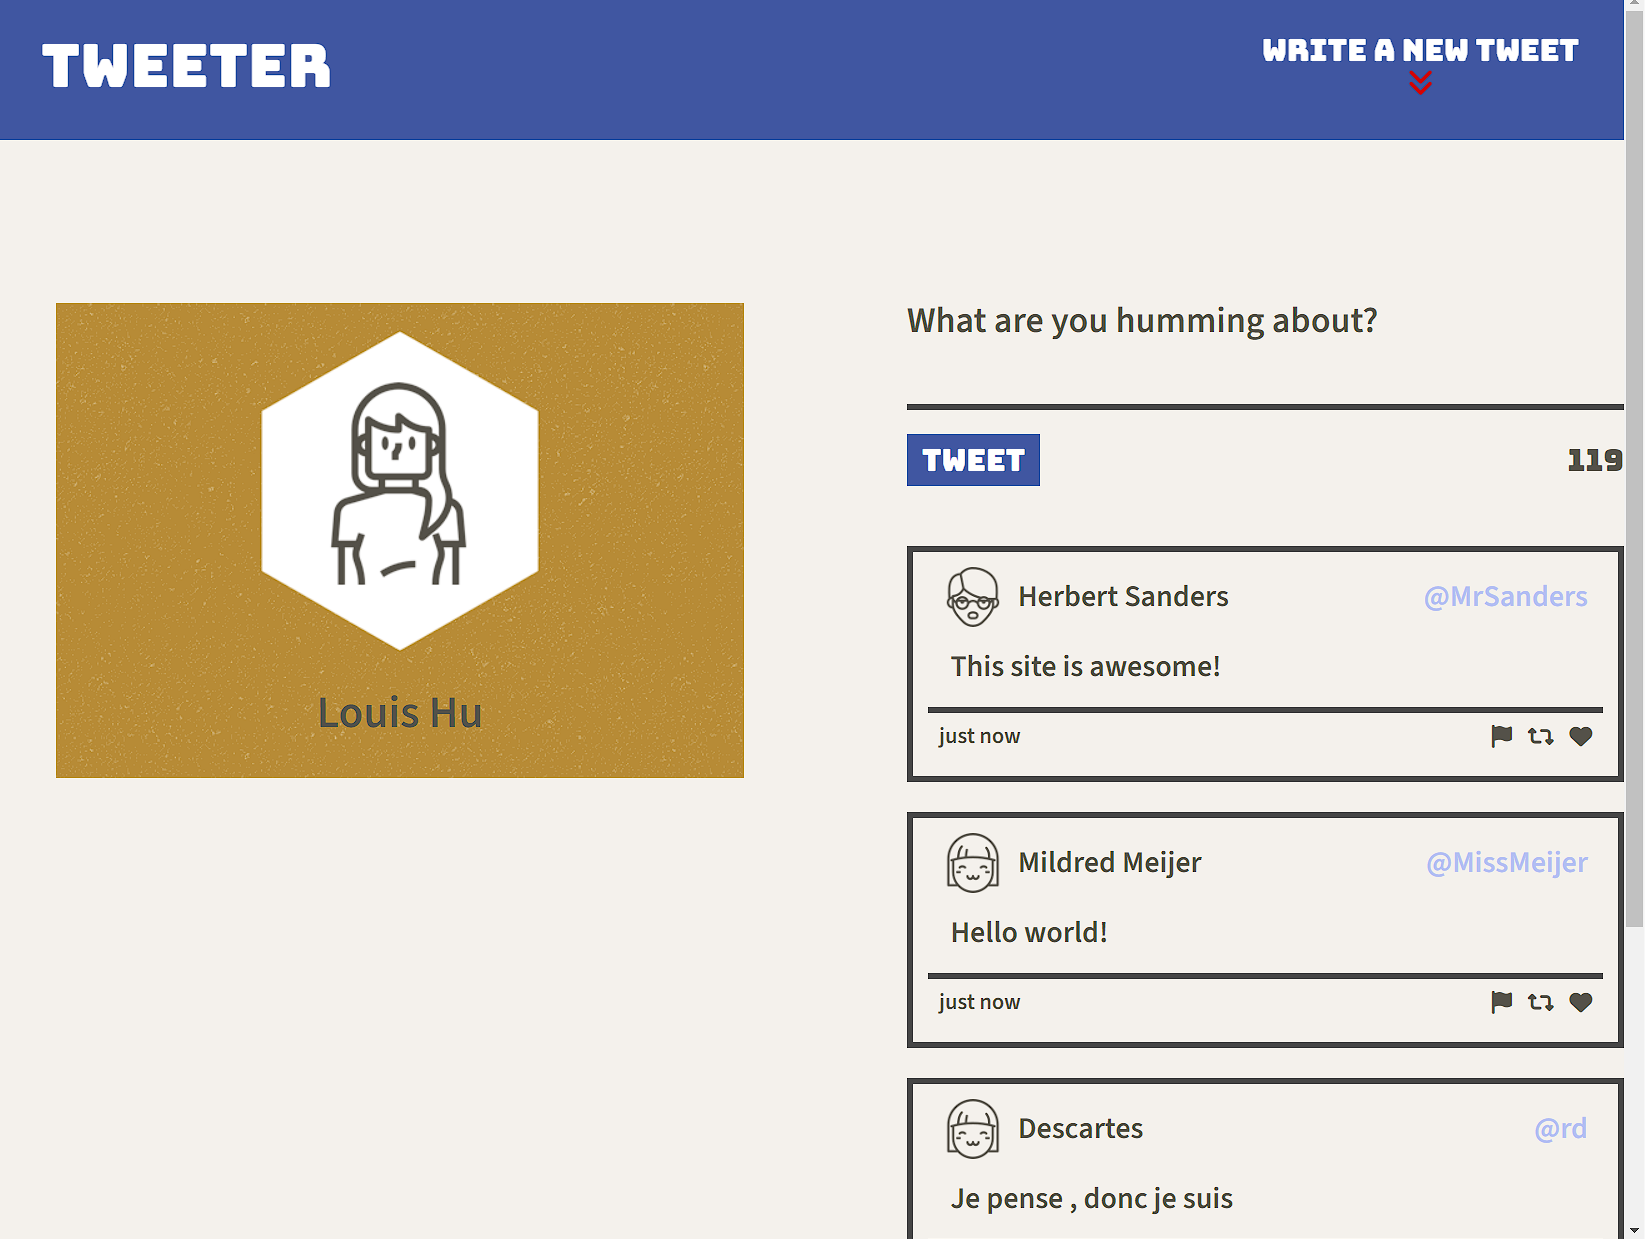 TWEETER
WRITE A NEW TWEET
Louis Hu
What are you humming about?
TWEET
119
Herbert Sanders
@MrSanders
This site is awesome!
just now
Mildred Meijer
@MissMeijer
Hello world!
just now
Descartes
@rd
Je pense , donc je suis